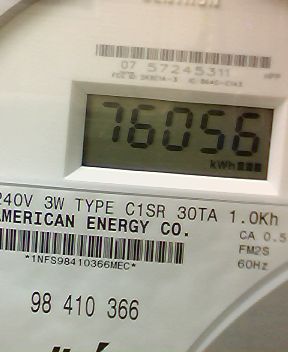 07 57245311
76056
kWh
240V 3W TYPE C1SR 30TA 1.0Kh
AMERICAN ENERGY CO.
CA 0.5
FM2S
60Hz
*1NFS98410366MEC*
98 410 366